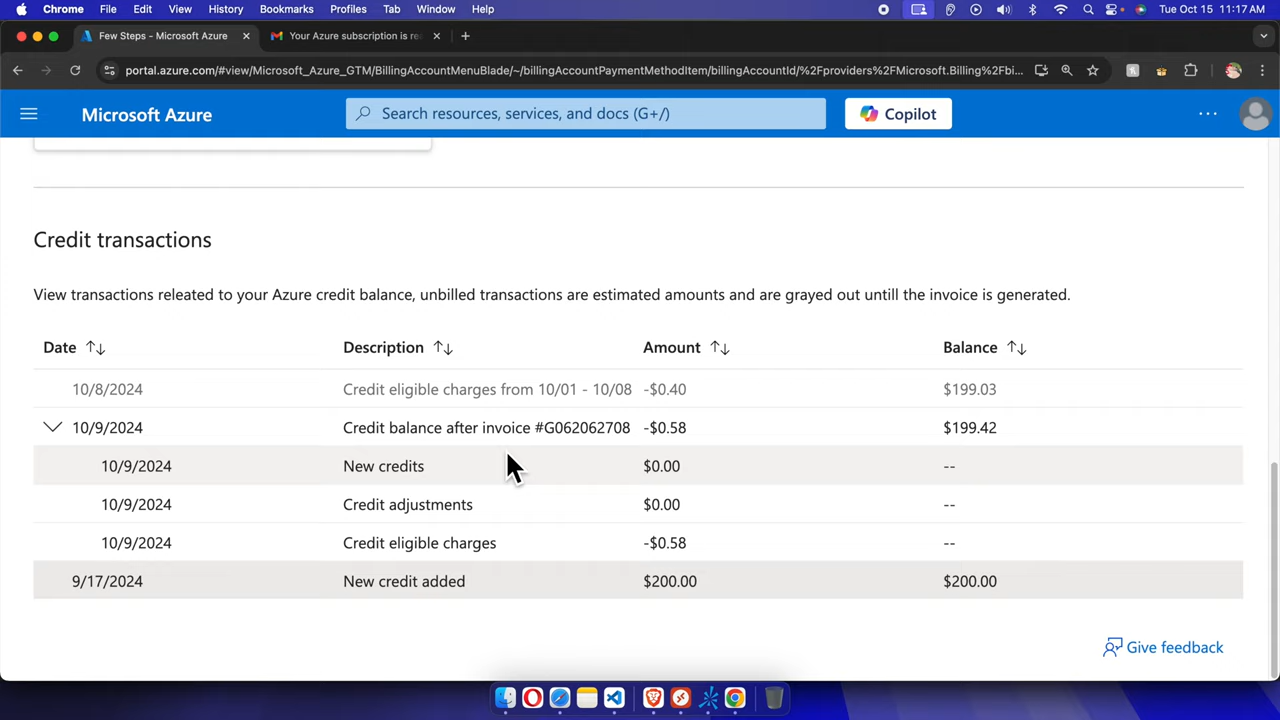 Chrome File Edit View History Bookmarks Profiles Tab Window Help Tue Oct 15 11:17 AM
Few Steps - Microsoft Azure Your Azure subscription is re
portal.azure.com/#view/Microsoft_Azure_GTM/BillingAccountMenuBlade/~/billingAccountPaymentMethodItem/billingAccountId/%2Fproviders%2FMicrosoft.Billing%2Fbi...
Microsoft Azure Search resources, services, and docs (G+/) Copilot
Credit transactions
View transactions releated to your Azure credit balance, unbilled transactions are estimated amounts and are grayed out untill the invoice is generated.
Date Description Amount Balance
10/8/2024 Credit eligible charges from 10/01 - 10/08 -$0.40 $199.03
10/9/2024 Credit balance after invoice #G062062708 -$0.58 $199.42
10/9/2024 New credits $0.00 --
10/9/2024 Credit adjustments $0.00 --
10/9/2024 Credit eligible charges -$0.58 --
9/17/2024 New credit added $200.00 $200.00
Give feedback